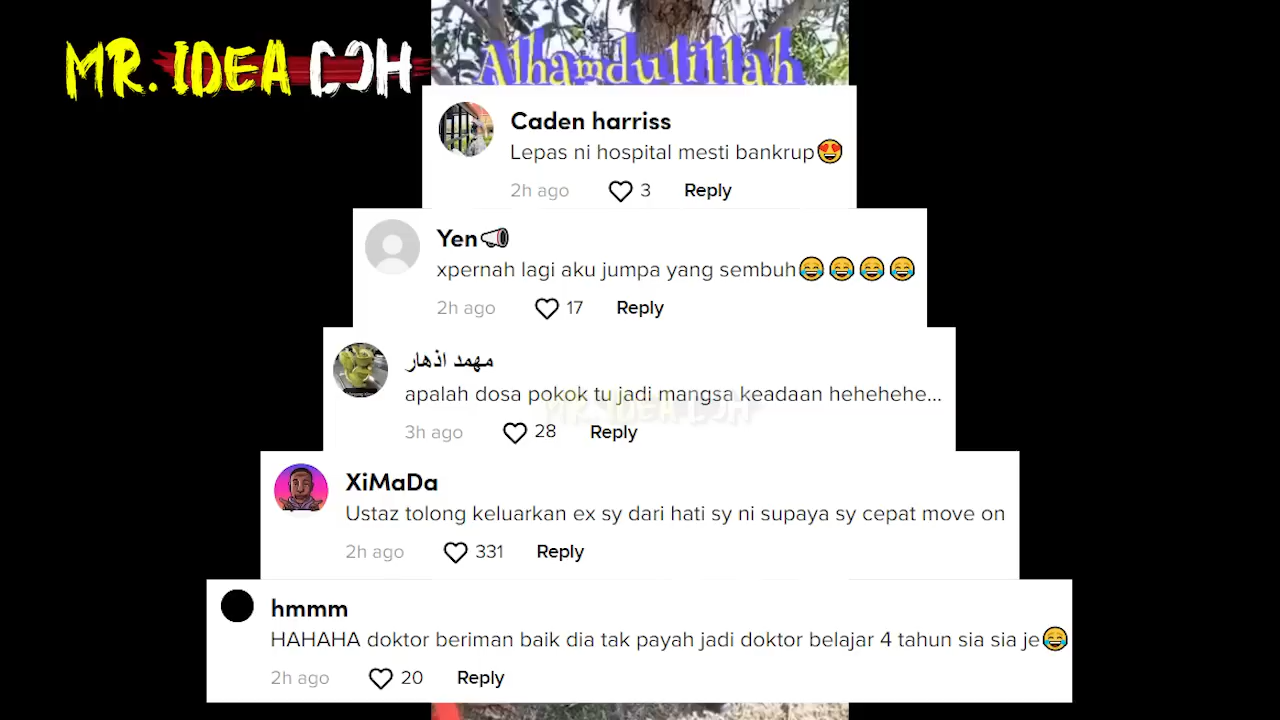 MR. IDEA
Alhamdulillah
Caden harriss
Lepas ni hospital mesti bankrup😍
2h ago 3 Reply
Yen
xpernah lagi aku jumpa yang sembuh😂😂😂😂
2h ago 17 Reply
مهمد اذهار
apalah dosa pokok tu jadi mangsa keadaan hehehehe...
3h ago 28 Reply
XiMaDa
Ustaz tolong keluarkan ex sy dari hati sy ni supaya sy cepat move on
2h ago 331 Reply
hmmm
HAHAHA doktor beriman baik dia tak payah jadi doktor belajar 4 tahun sia sia je😂
2h ago 20 Reply